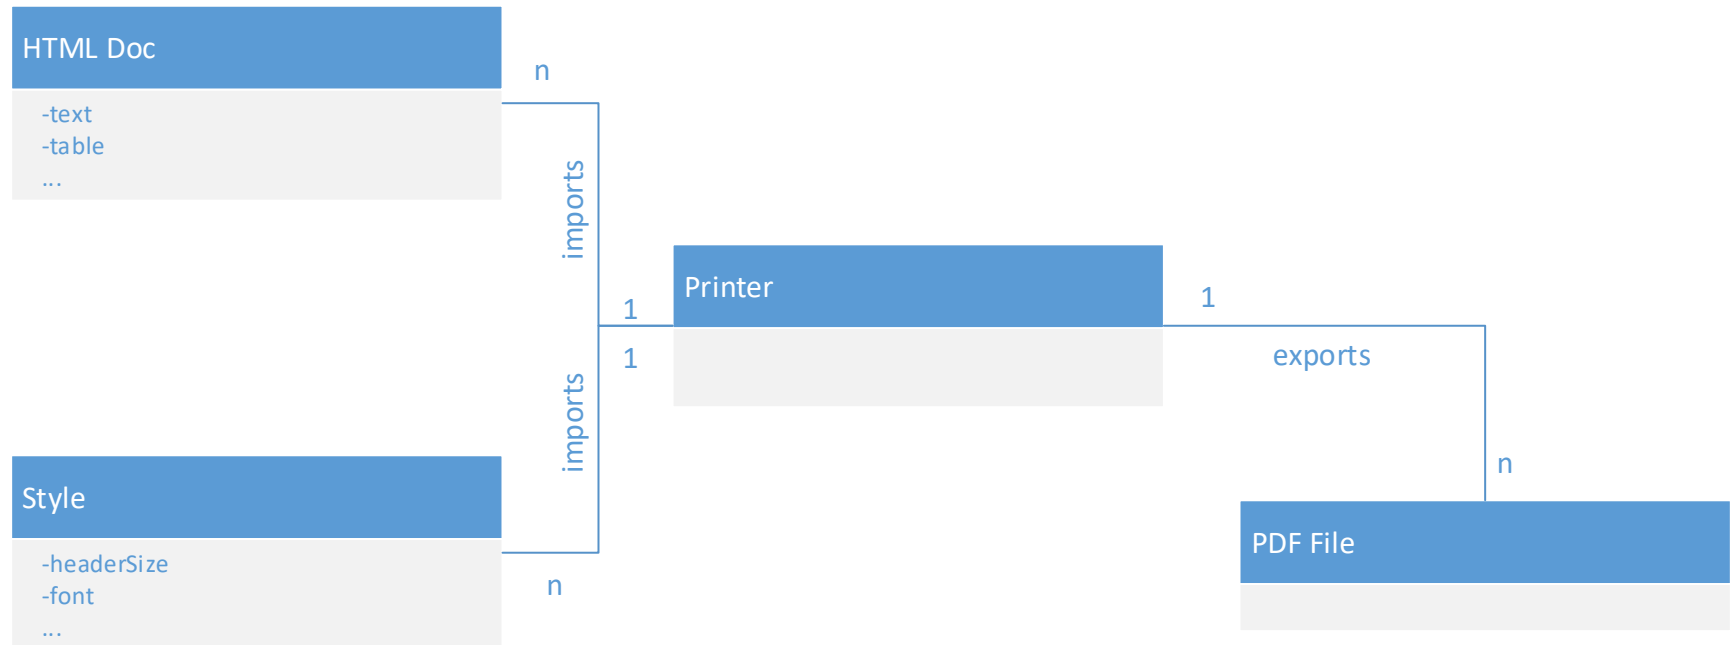 HTML Doc
-text
-table
...
n
imports
1
Printer
1
exports
1
imports
n
Style
-headerSize
-font
...
n
PDF File